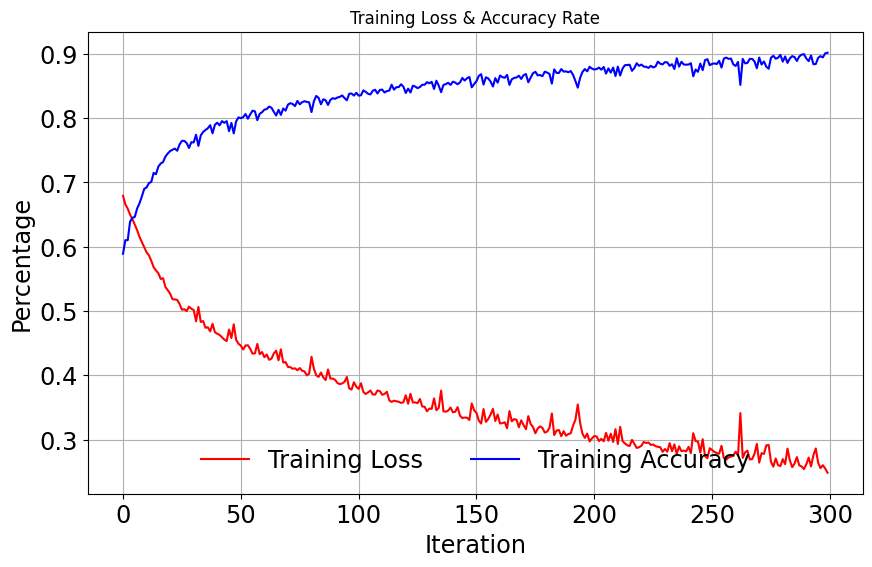 Training Loss & Accuracy Rate
Percentage
0.9
0.8
0.7
0.6
0.5
0.4
0.3
Training Loss
Training Accuracy
0
50
100
150
200
250
300
Iteration